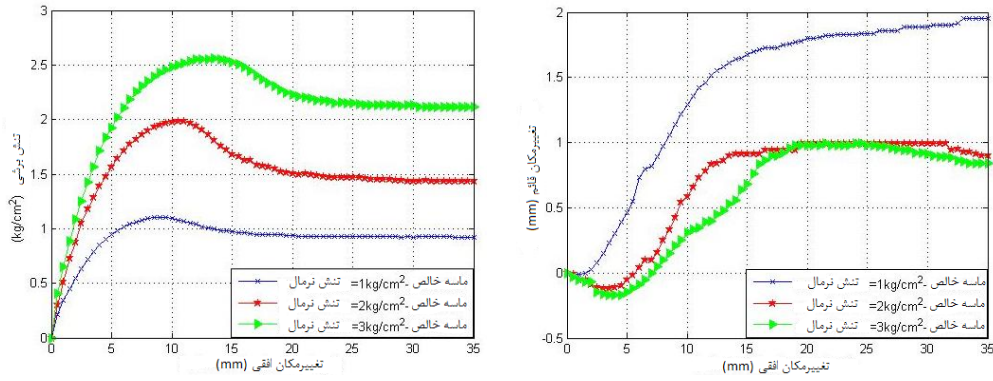 3
2.5
2
1.5
1
0.5
0
تنش برشی (kg/cm2)
ماسه خالص -تنش نرمال =1kg/cm2
ماسه خالص -تنش نرمال =2kg/cm2
ماسه خالص -تنش نرمال =3kg/cm2
0 5 10 15 20 25 30 35
تغییرمکان افقی (mm)
2
1.5
1
0.5
0
-0.5
تغییرمکان قائم (mm)
ماسه خالص -تنش نرمال =1kg/cm2
ماسه خالص -تنش نرمال =2kg/cm2
ماسه خالص -تنش نرمال =3kg/cm2
0 5 10 15 20 25 30 35
تغییرمکان افقی (mm)